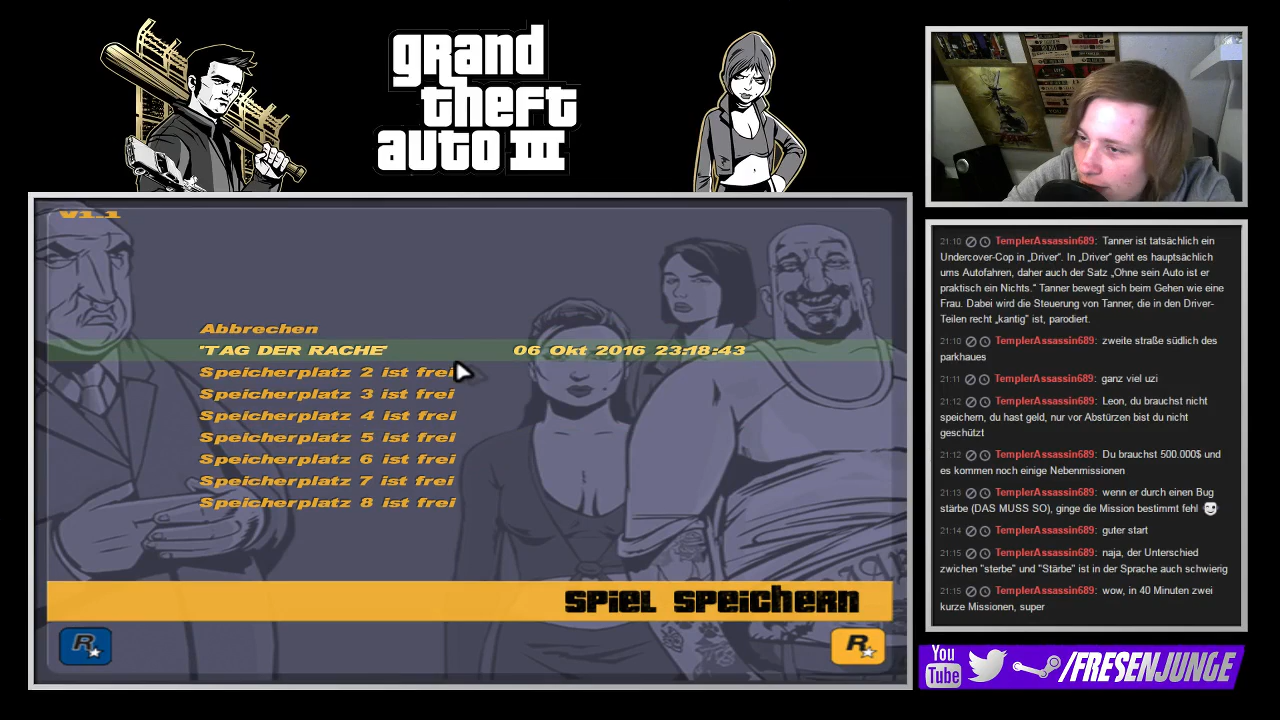 grand
theft
auto III
v1.1
Abbrechen
'TAG DER RACHE' 06 Okt 2016 23:18:43
Speicherplatz 2 ist frei
Speicherplatz 3 ist frei
Speicherplatz 4 ist frei
Speicherplatz 5 ist frei
Speicherplatz 6 ist frei
Speicherplatz 7 ist frei
Speicherplatz 8 ist frei
SPIEL SPEICHERN
R
R
21:10 TemplerAssassin689: Tanner ist tatsächlich ein
Undercover-Cop in „Driver“. In „Driver“ geht es hauptsächlich
ums Autofahren, daher auch der Satz „Ohne sein Auto ist er
praktisch ein Nichts.“ Tanner bewegt sich beim Gehen wie eine
Frau. Dabei wird die Steuerung von Tanner, die in den Driver-
Teilen recht „kantig“ ist, parodiert.
21:10 TemplerAssassin689: zweite straße südlich des
parkhaues
21:11 TemplerAssassin689: ganz viel uzi
21:12 TemplerAssassin689: Leon, du brauchst nicht
speichern, du hast geld, nur vor Abstürzen bist du nicht
geschützt
21:12 TemplerAssassin689: Du brauchst 500.000$ und
es kommen noch einige Nebenmissionen
21:13 TemplerAssassin689: wenn er durch einen Bug
stärbe (DAS MUSS SO), ginge die Mission bestimmt fehl
21:14 TemplerAssassin689: guter start
21:15 TemplerAssassin689: naja, der Unterschied
zwichen "sterbe" und "Stärbe" ist in der Sprache auch schwierig
21:15 TemplerAssassin689: wow, in 40 Minuten zwei
kurze Missionen, super
You
Tube
/FRESENJUNGE